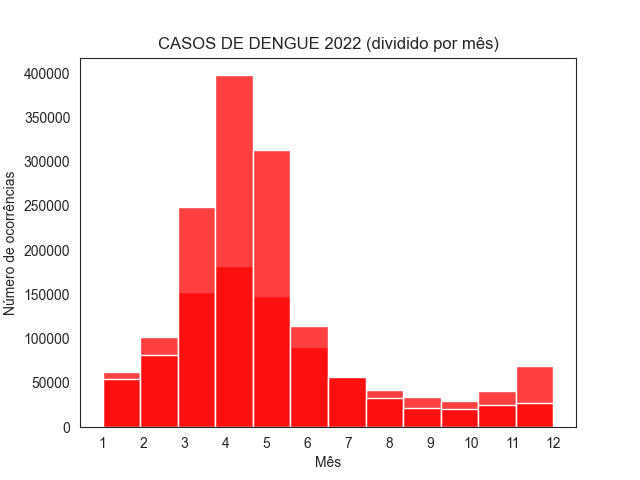 CASOS DE DENGUE 2022 (dividido por mês)
400000
350000
300000
250000
200000
150000
100000
50000
0
Número de ocorrências
1 2 3 4 5 6 7 8 9 10 11 12
Mês